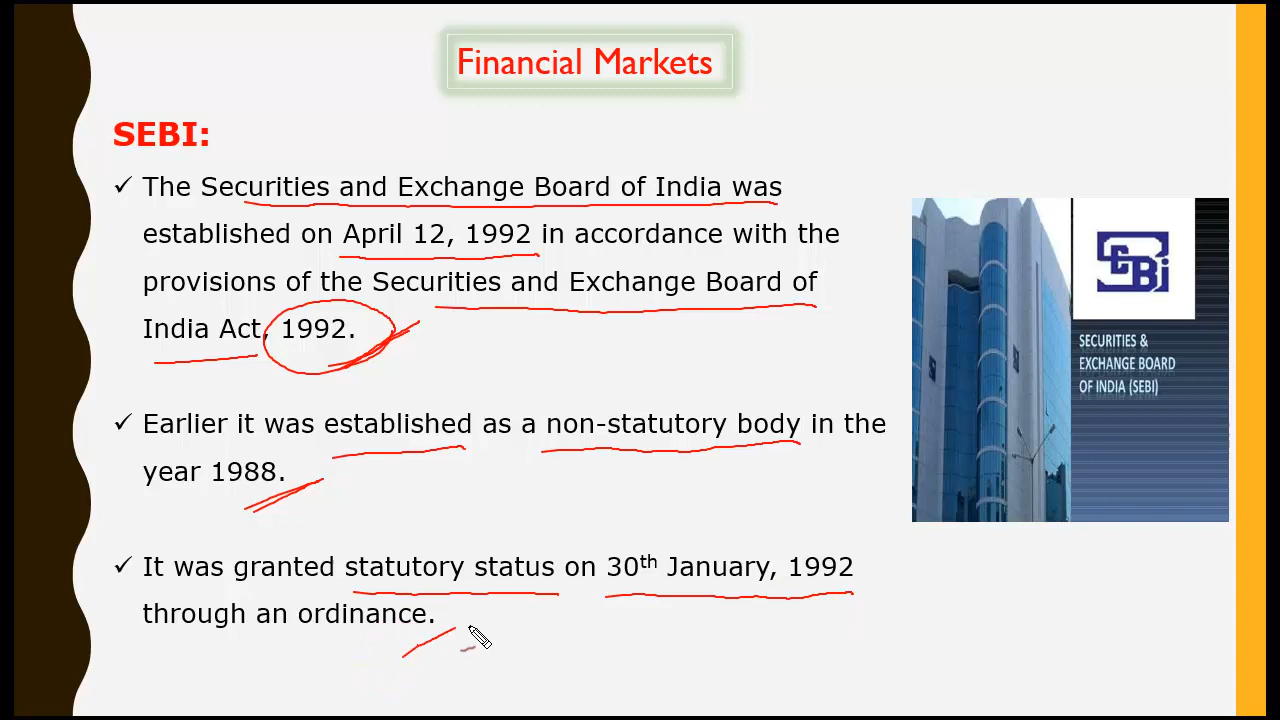 Financial Markets
SEBI:
✓ The Securities and Exchange Board of India was
established on April 12, 1992 in accordance with the
provisions of the Securities and Exchange Board of
India Act, 1992.
✓ Earlier it was established as a non-statutory body in the
year 1988.
✓ It was granted statutory status on 30th January, 1992
through an ordinance.
SEBI
SECURITIES &
EXCHANGE BOARD
OF INDIA (SEBI)